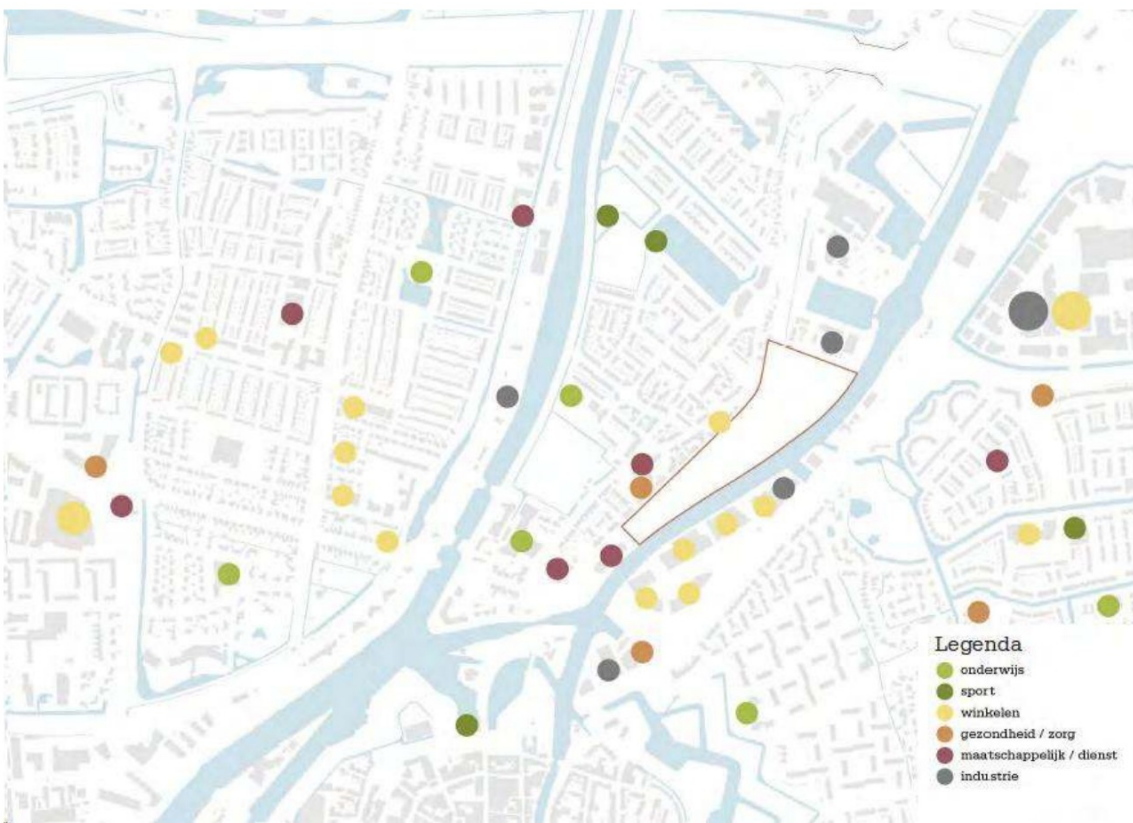 Legenda
onderwijs
sport
winkelen
gezondheid / zorg
maatschappelijk / dienst
industrie